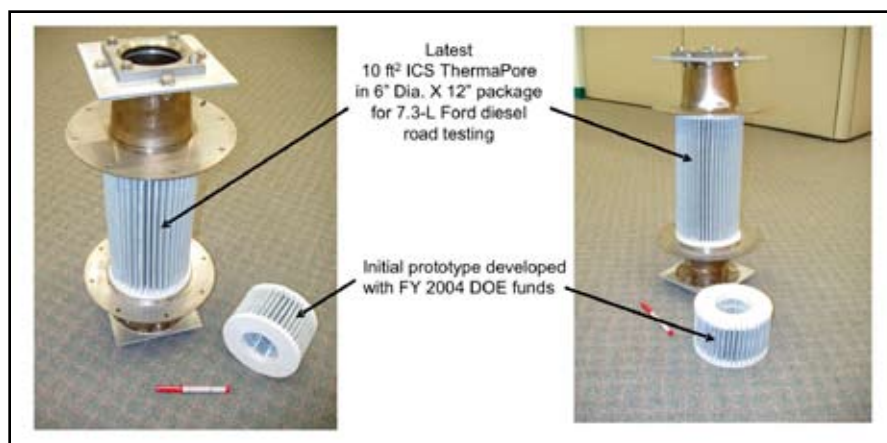 Latest
10 ft² ICS ThermaPore
in 6" Dia. X 12" package
for 7.3-L Ford diesel
road testing
Initial prototype developed
with FY 2004 DOE funds